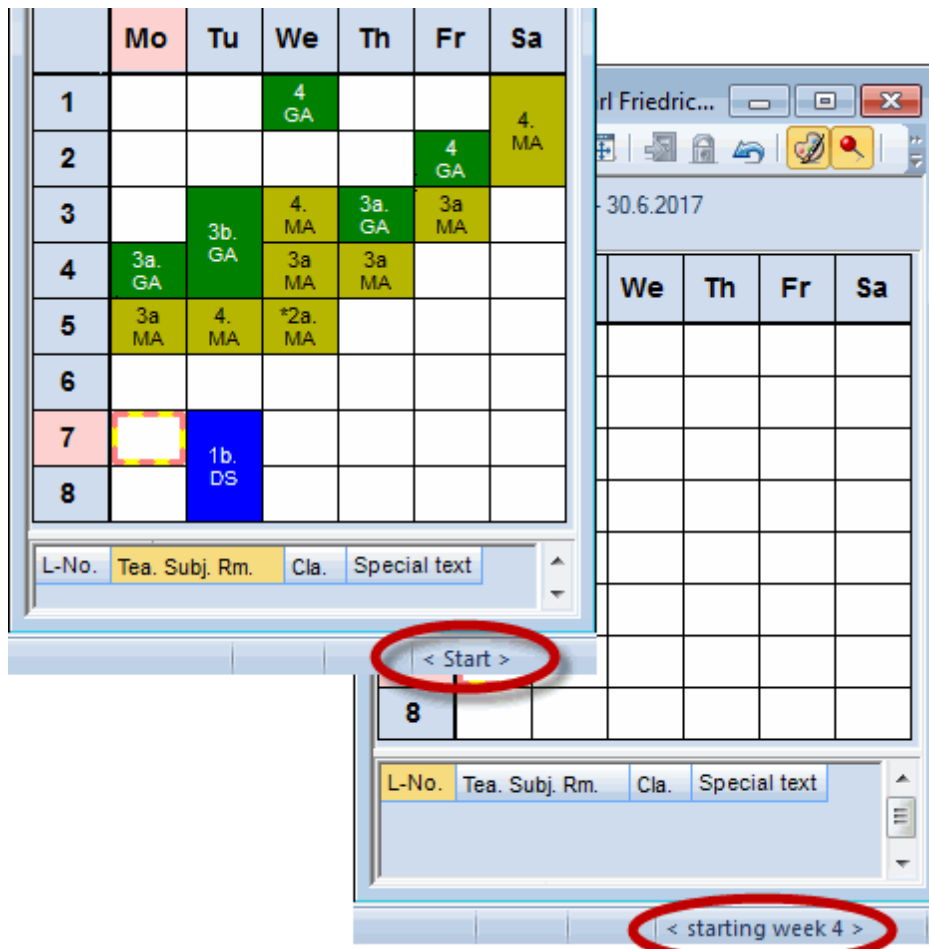 Mo Tu We Th Fr Sa
1 4 GA 4. MA
2 4 GA
3 3b. GA 4. MA 3a. GA 3a MA
4 3a. GA 3a MA 3a MA
5 3a MA 4. MA *2a. MA
6
7 1b. DS
8
L-No. Tea. Subj. Rm. Cla. Special text
< Start >
Friedric...
- 30.6.2017
We Th Fr Sa
8
L-No. Tea. Subj. Rm. Cla. Special text
< starting week 4 >